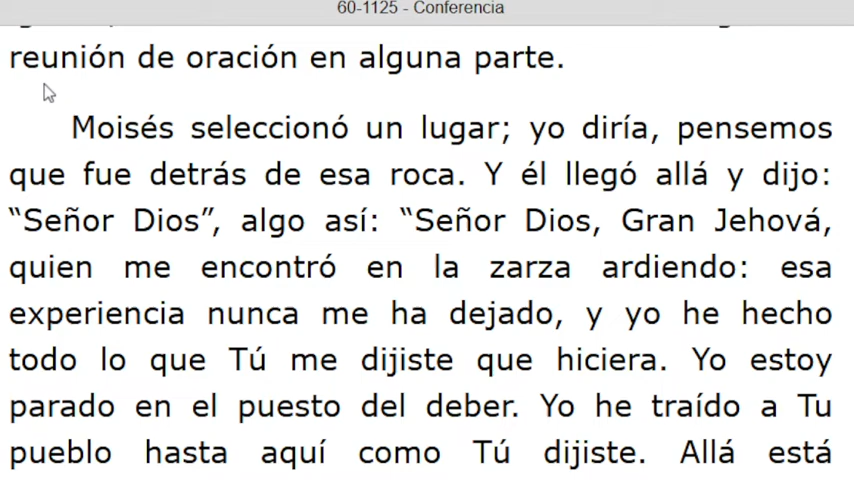 60-1125 - Conferencia
reunión de oración en alguna parte.
Moisés seleccionó un lugar; yo diría, pensemos
que fue detrás de esa roca. Y él llegó allá y dijo:
“Señor Dios”, algo así: “Señor Dios, Gran Jehová,
quien me encontró en la zarza ardiendo: esa
experiencia nunca me ha dejado, y yo he hecho
todo lo que Tú me dijiste que hiciera. Yo estoy
parado en el puesto del deber. Yo he traído a Tu
pueblo hasta aquí como Tú dijiste. Allá está